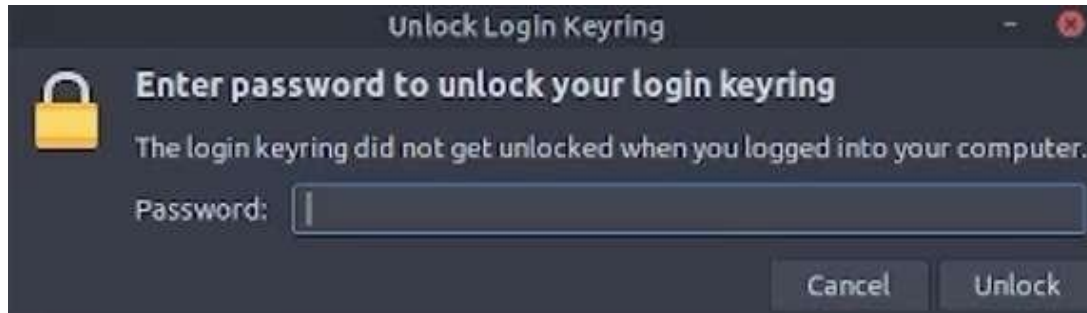 Unlock Login Keyring
Enter password to unlock your login keyring
The login keyring did not get unlocked when you logged into your computer.
Password:
Cancel Unlock